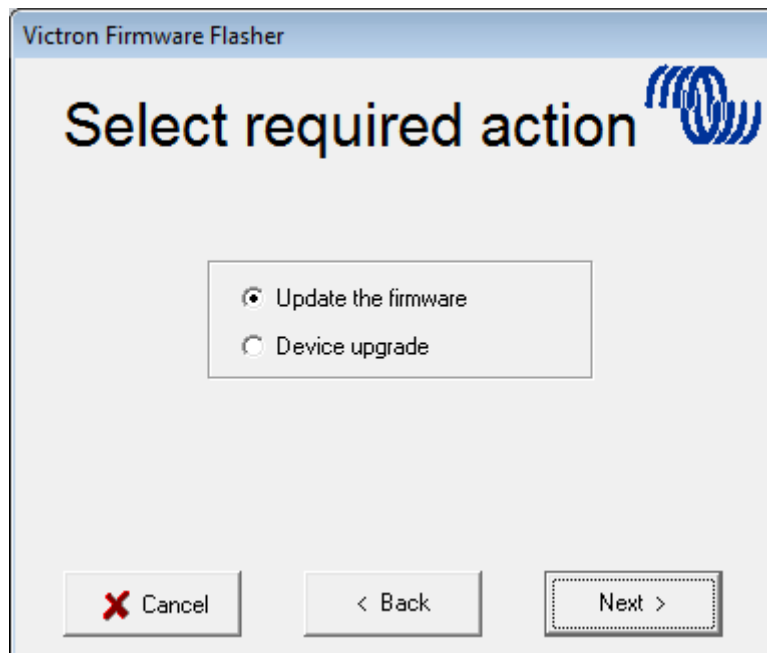 Victron Firmware Flasher
Select required action
Update the firmware
Device upgrade
Cancel
< Back
Next >